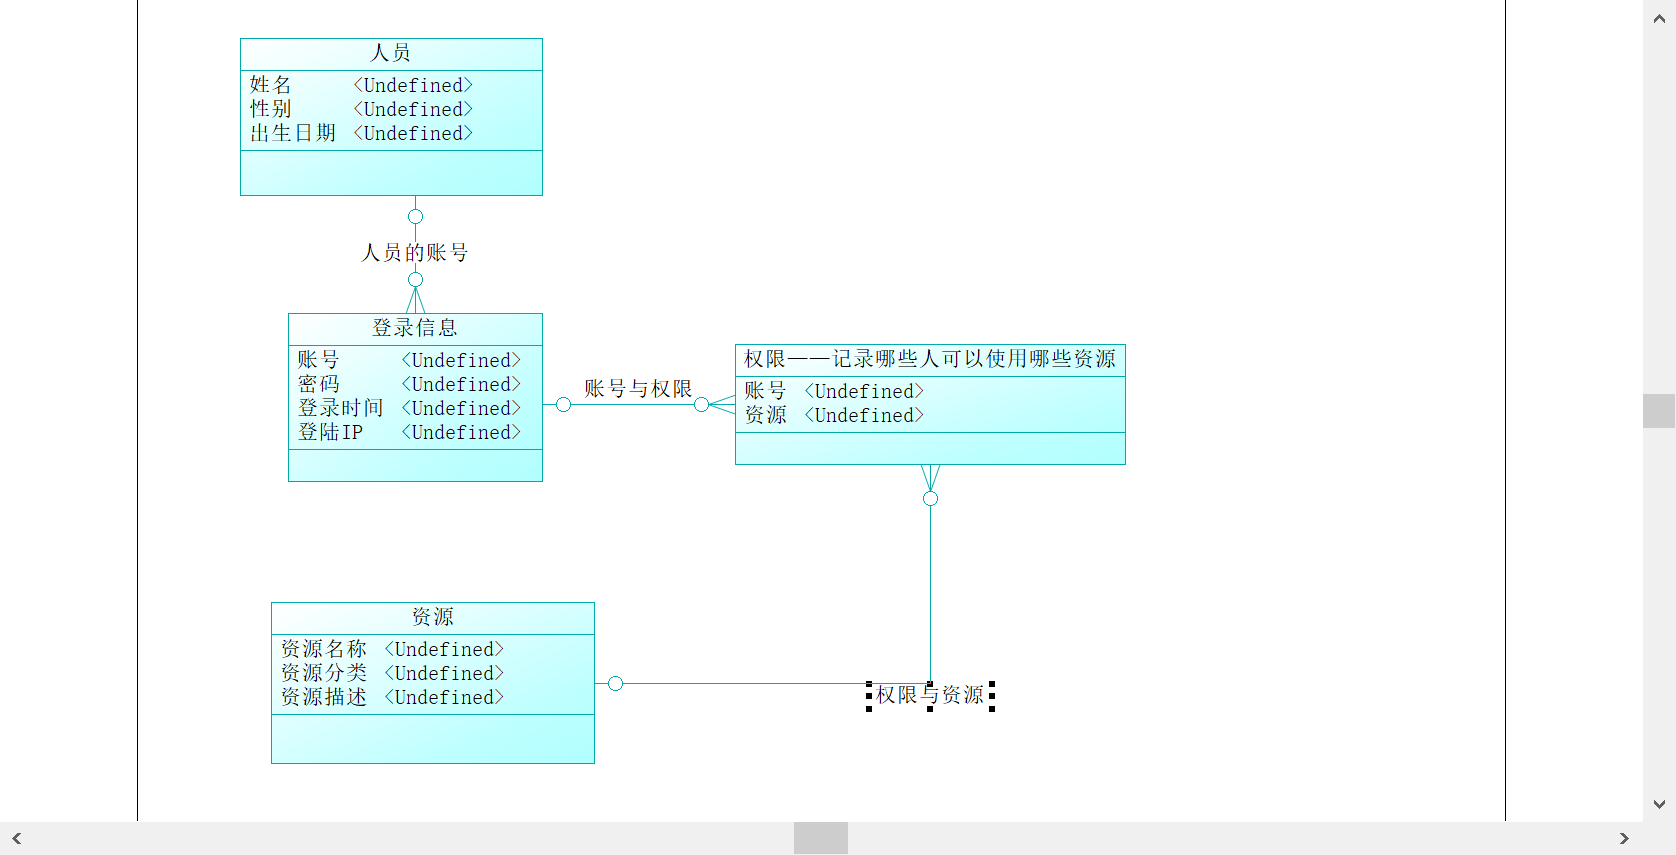 人员
姓名 <Undefined>
性别 <Undefined>
出生日期 <Undefined>
人员的账号
登录信息
账号 <Undefined>
密码 <Undefined>
登录时间 <Undefined>
登陆IP <Undefined>
账号与权限
权限——记录哪些人可以使用哪些资源
账号 <Undefined>
资源 <Undefined>
资源
资源名称 <Undefined>
资源分类 <Undefined>
资源描述 <Undefined>
权限与资源